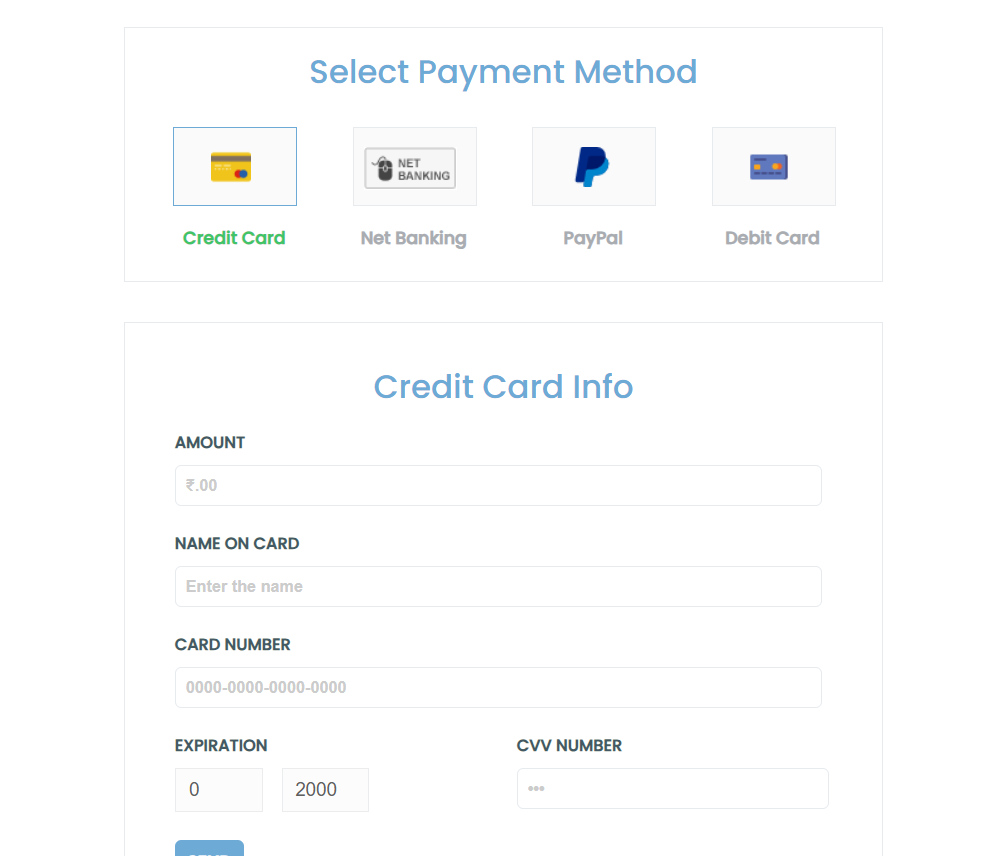 Select Payment Method
NET
BANKING
Credit Card
Net Banking
PayPal
Debit Card
Credit Card Info
AMOUNT
₹.00
NAME ON CARD
Enter the name
CARD NUMBER
0000-0000-0000-0000
EXPIRATION
CVV NUMBER
0
2000
•••